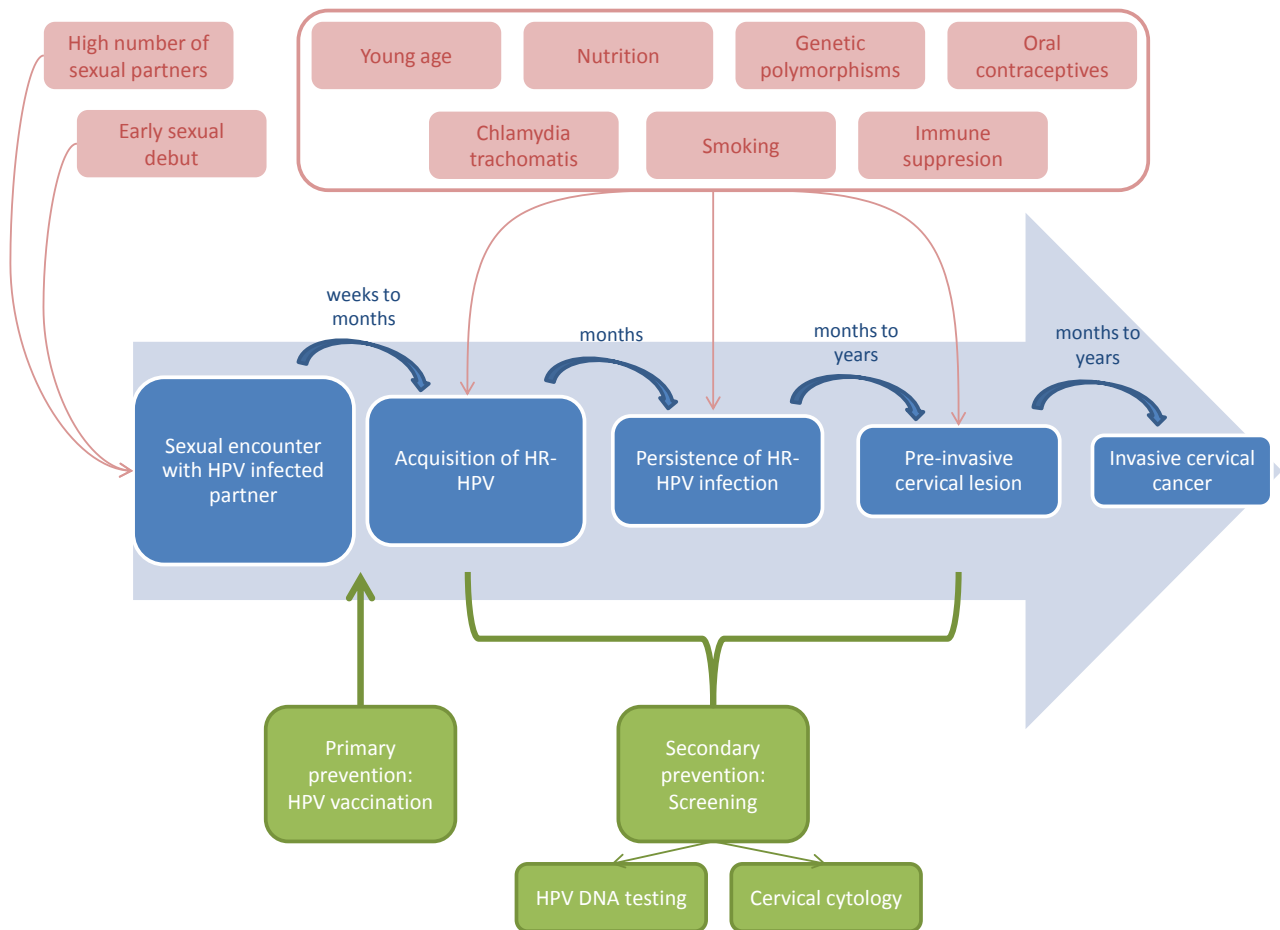 High number of
sexual partners
Early sexual
debut
Young age
Nutrition
Genetic
polymorphisms
Oral
contraceptives
Chlamydia
trachomatis
Smoking
Immune
suppresion
weeks to
months
months
months to
years
months to
years
Sexual encounter
with HPV infected
partner
Acquisition of HR-
HPV
Persistence of HR-
HPV infection
Pre-invasive
cervical lesion
Invasive cervical
cancer
Primary
prevention:
HPV vaccination
Secondary
prevention:
Screening
HPV DNA testing
Cervical cytology